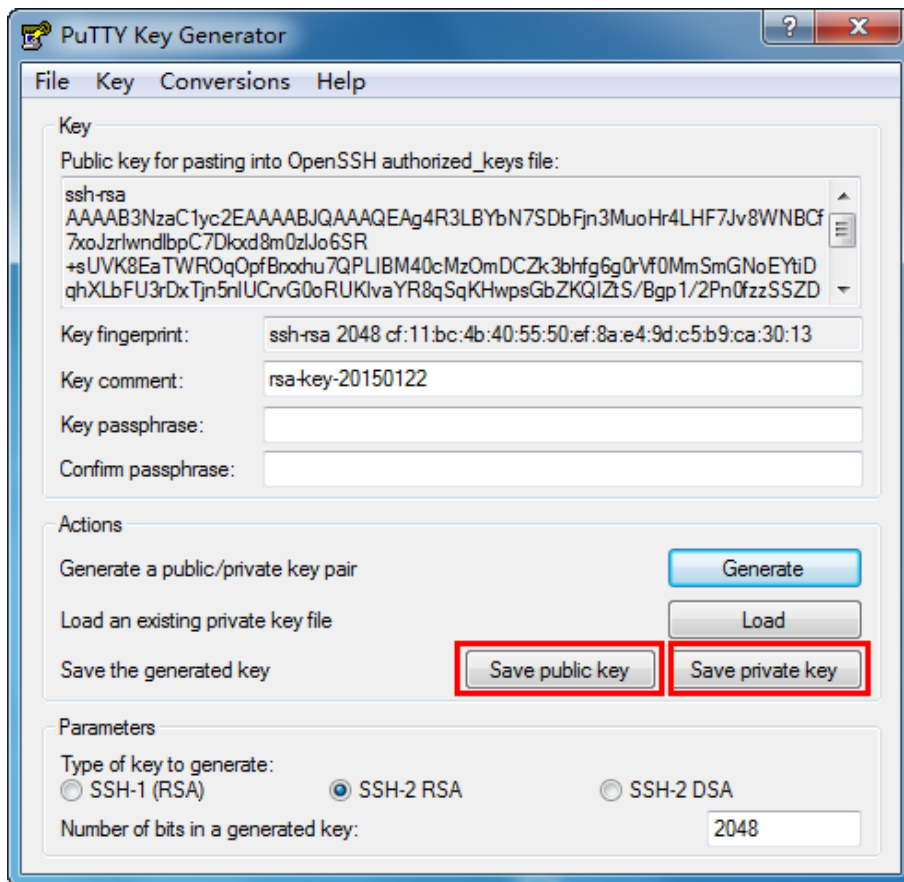 PuTTY Key Generator
File Key Conversions Help
Key
Public key for pasting into OpenSSH authorized_keys file:
ssh-rsa
AAAAB3NzaC1yc2EAAAABJQAAAQEAg4R3LBYbN7SDbFjn3MuoHr4LHF7Jv8WNBCf
7xoJzrlwndlbpC7Dkxd8m0zlJo6SR
+sUVK8EaTWROqOpfBrxxhu7QPLIBM40cMzOmDCZk3bhfg6g0rVf0MmSmGNoEYtiD
qhXLbFU3rDxTjn5nIUCrvG0oRUKIvaYR8qSqKHwpsGbZKQIZtS/Bgp1/2Pn0fzzSSZD
Key fingerprint: ssh-rsa 2048 cf:11:bc:4b:40:55:50:ef:8a:e4:9d:c5:b9:ca:30:13
Key comment: rsa-key-20150122
Key passphrase:
Confirm passphrase:
Actions
Generate a public/private key pair Generate
Load an existing private key file Load
Save the generated key Save public key Save private key
Parameters
Type of key to generate:
SSH-1 (RSA) SSH-2 RSA SSH-2 DSA
Number of bits in a generated key: 2048